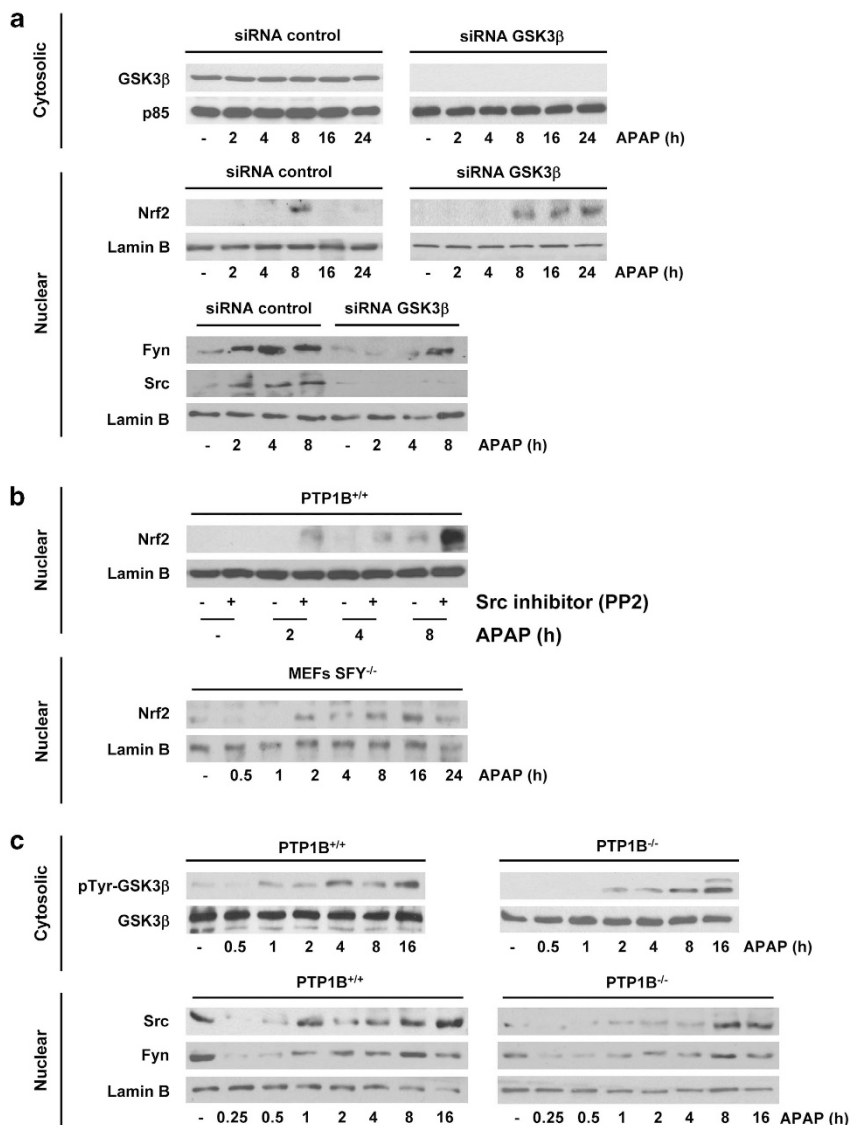 a
Cytosolic
siRNA control siRNA GSK3β
GSK3β
p85
- 2 4 8 16 24 - 2 4 8 16 24 APAP (h)
Nuclear
siRNA control siRNA GSK3β
Nrf2
Lamin B
- 2 4 8 16 24 - 2 4 8 16 24 APAP (h)
siRNA control siRNA GSK3β
Fyn
Src
Lamin B
- 2 4 8 - 2 4 8 APAP (h)
b
Nuclear
PTP1B+/+
Nrf2
Lamin B
- + - + - + - + Src inhibitor (PP2)
- 2 4 8 APAP (h)
Nuclear
MEFs SFY-/-
Nrf2
Lamin B
- 0.5 1 2 4 8 16 24 APAP (h)
c
Cytosolic
PTP1B+/+ PTP1B-/-
pTyr-GSK3β
GSK3β
- 0.5 1 2 4 8 16 - 0.5 1 2 4 8 16 APAP (h)
Nuclear
PTP1B+/+ PTP1B-/-
Src
Fyn
Lamin B
- 0.25 0.5 1 2 4 8 16 - 0.25 0.5 1 2 4 8 16 APAP (h)